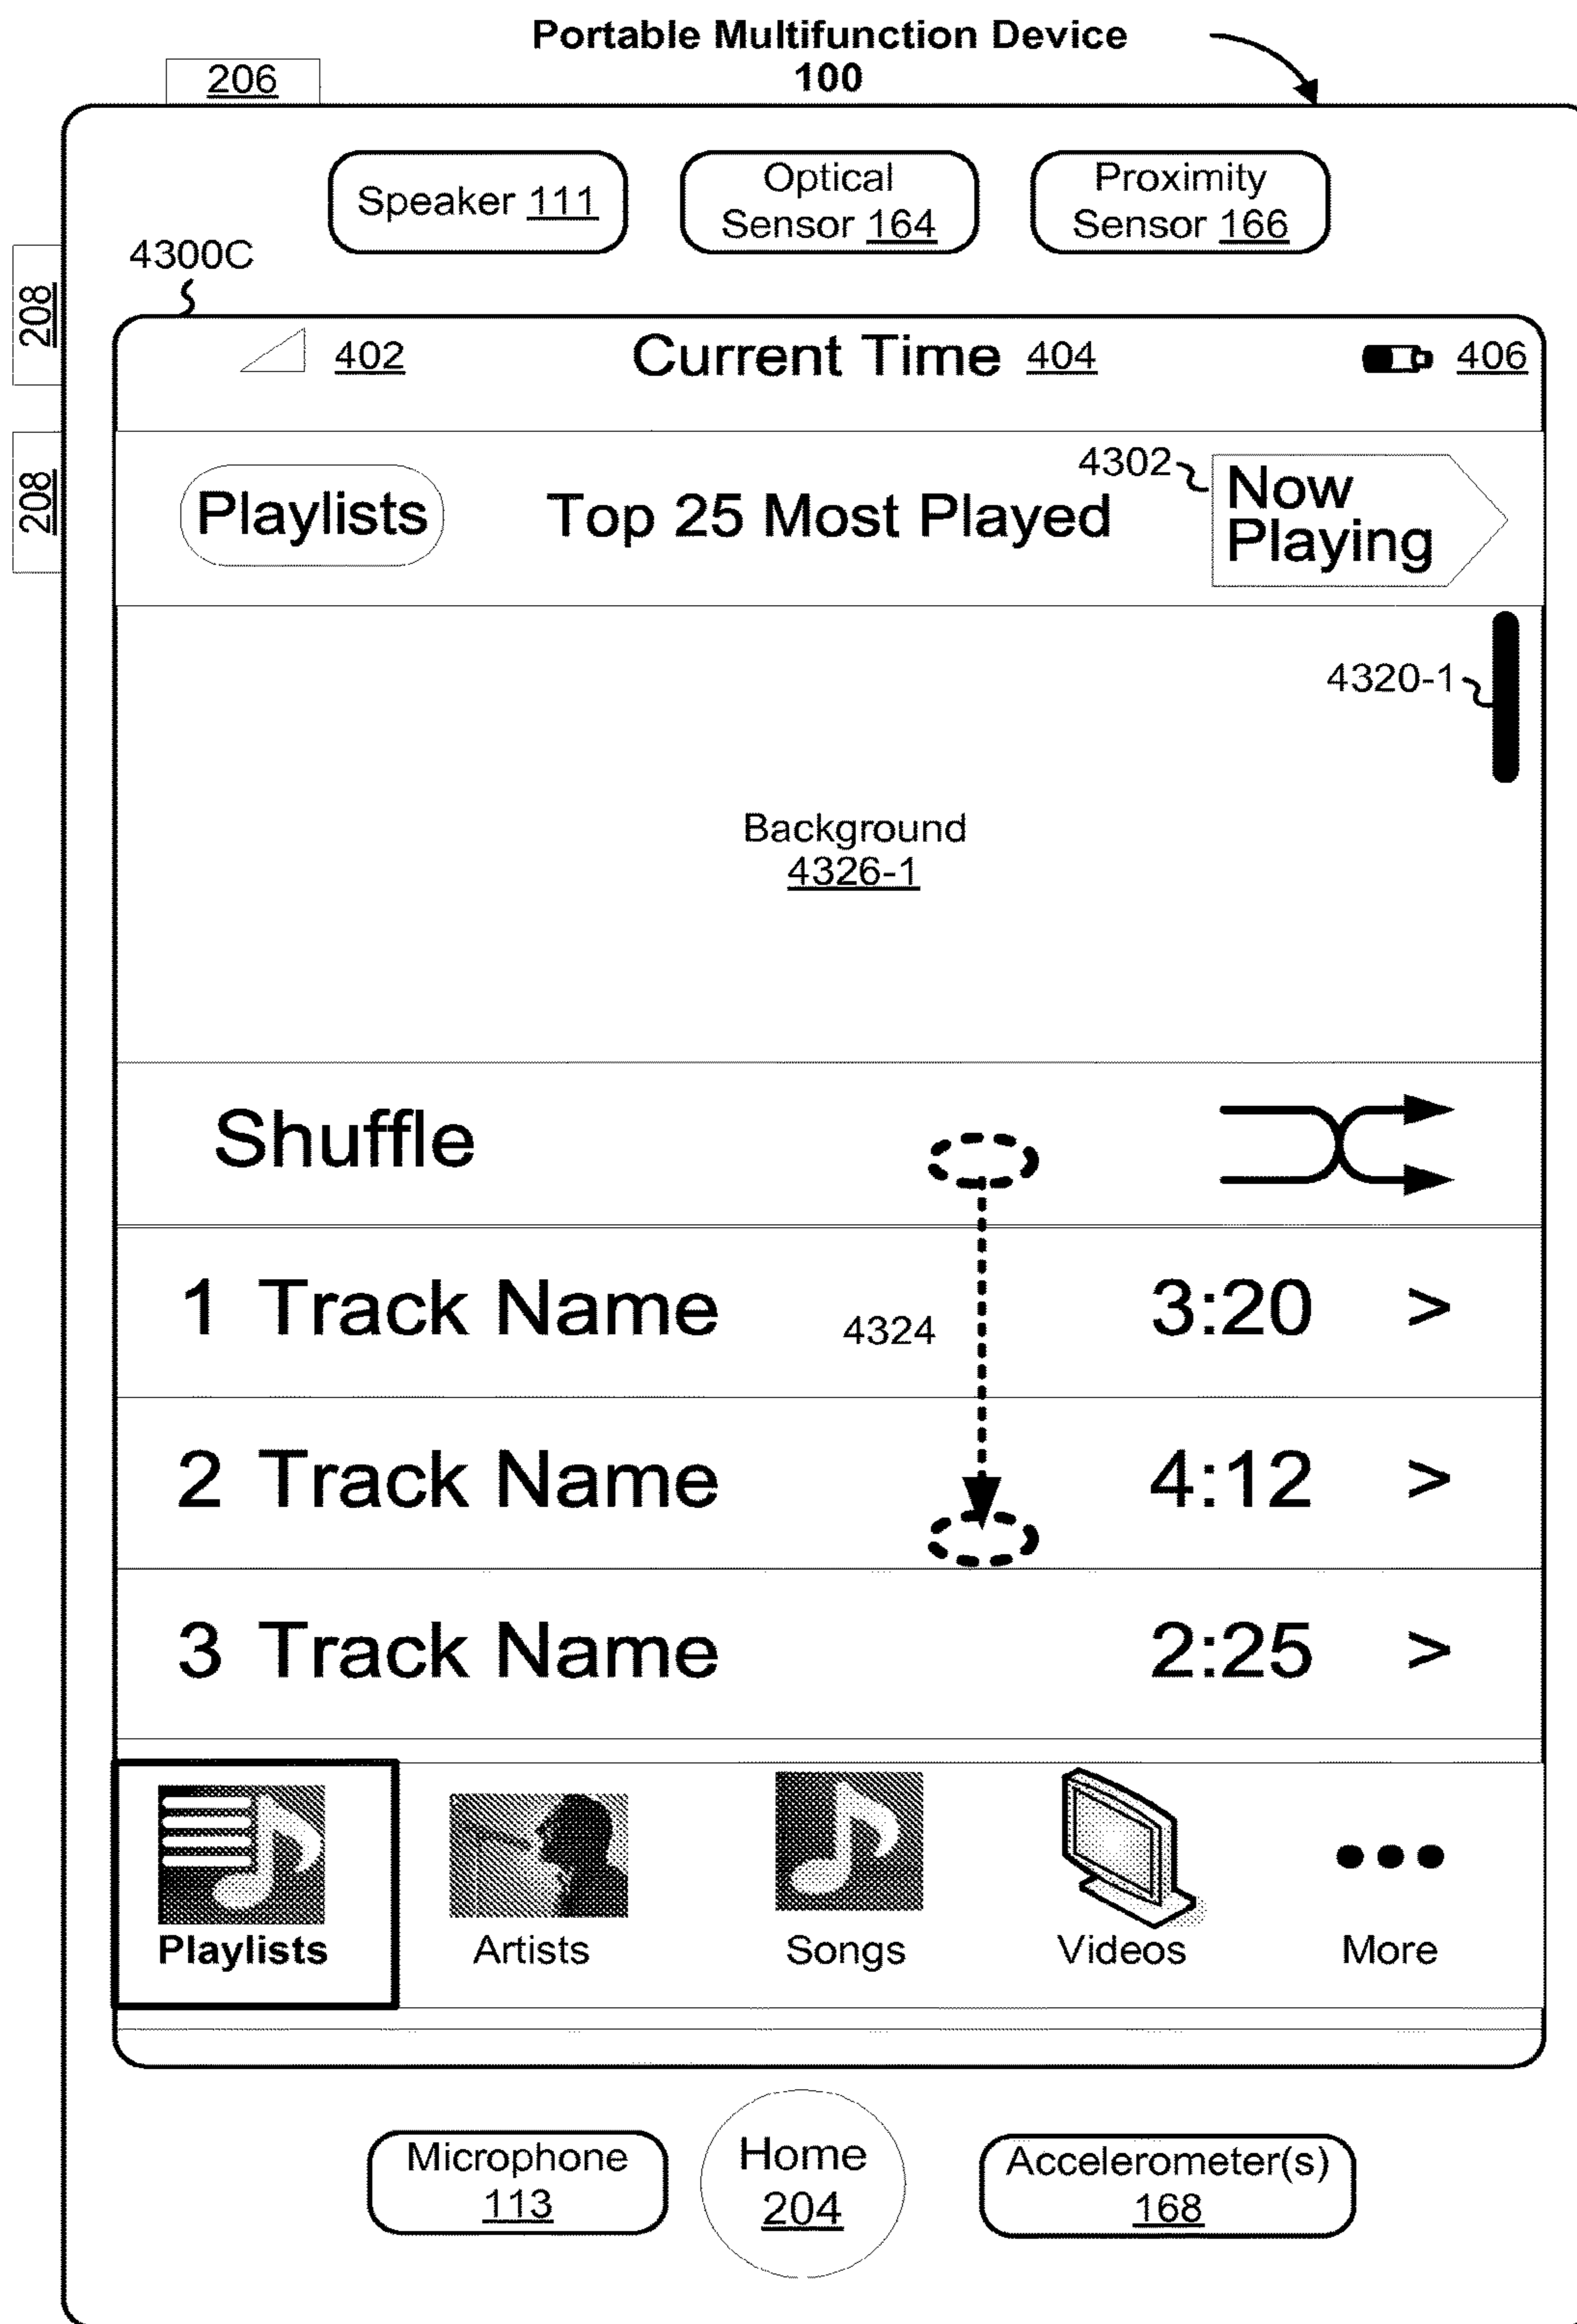 Portable Multifunction Device
100
206
Speaker 111
Optical
Sensor 164
Proximity
Sensor 166
4300C
208
208
402
Current Time 404
406
Playlists
Top 25 Most Played
4302
Now
Playing
4320-1
Background
4326-1
Shuffle
1 Track Name 3:20 >
4324
2 Track Name 4:12 >
3 Track Name 2:25 >
Playlists
Artists
Songs
Videos
More
Microphone
113
Home
204
Accelerometer(s)
168